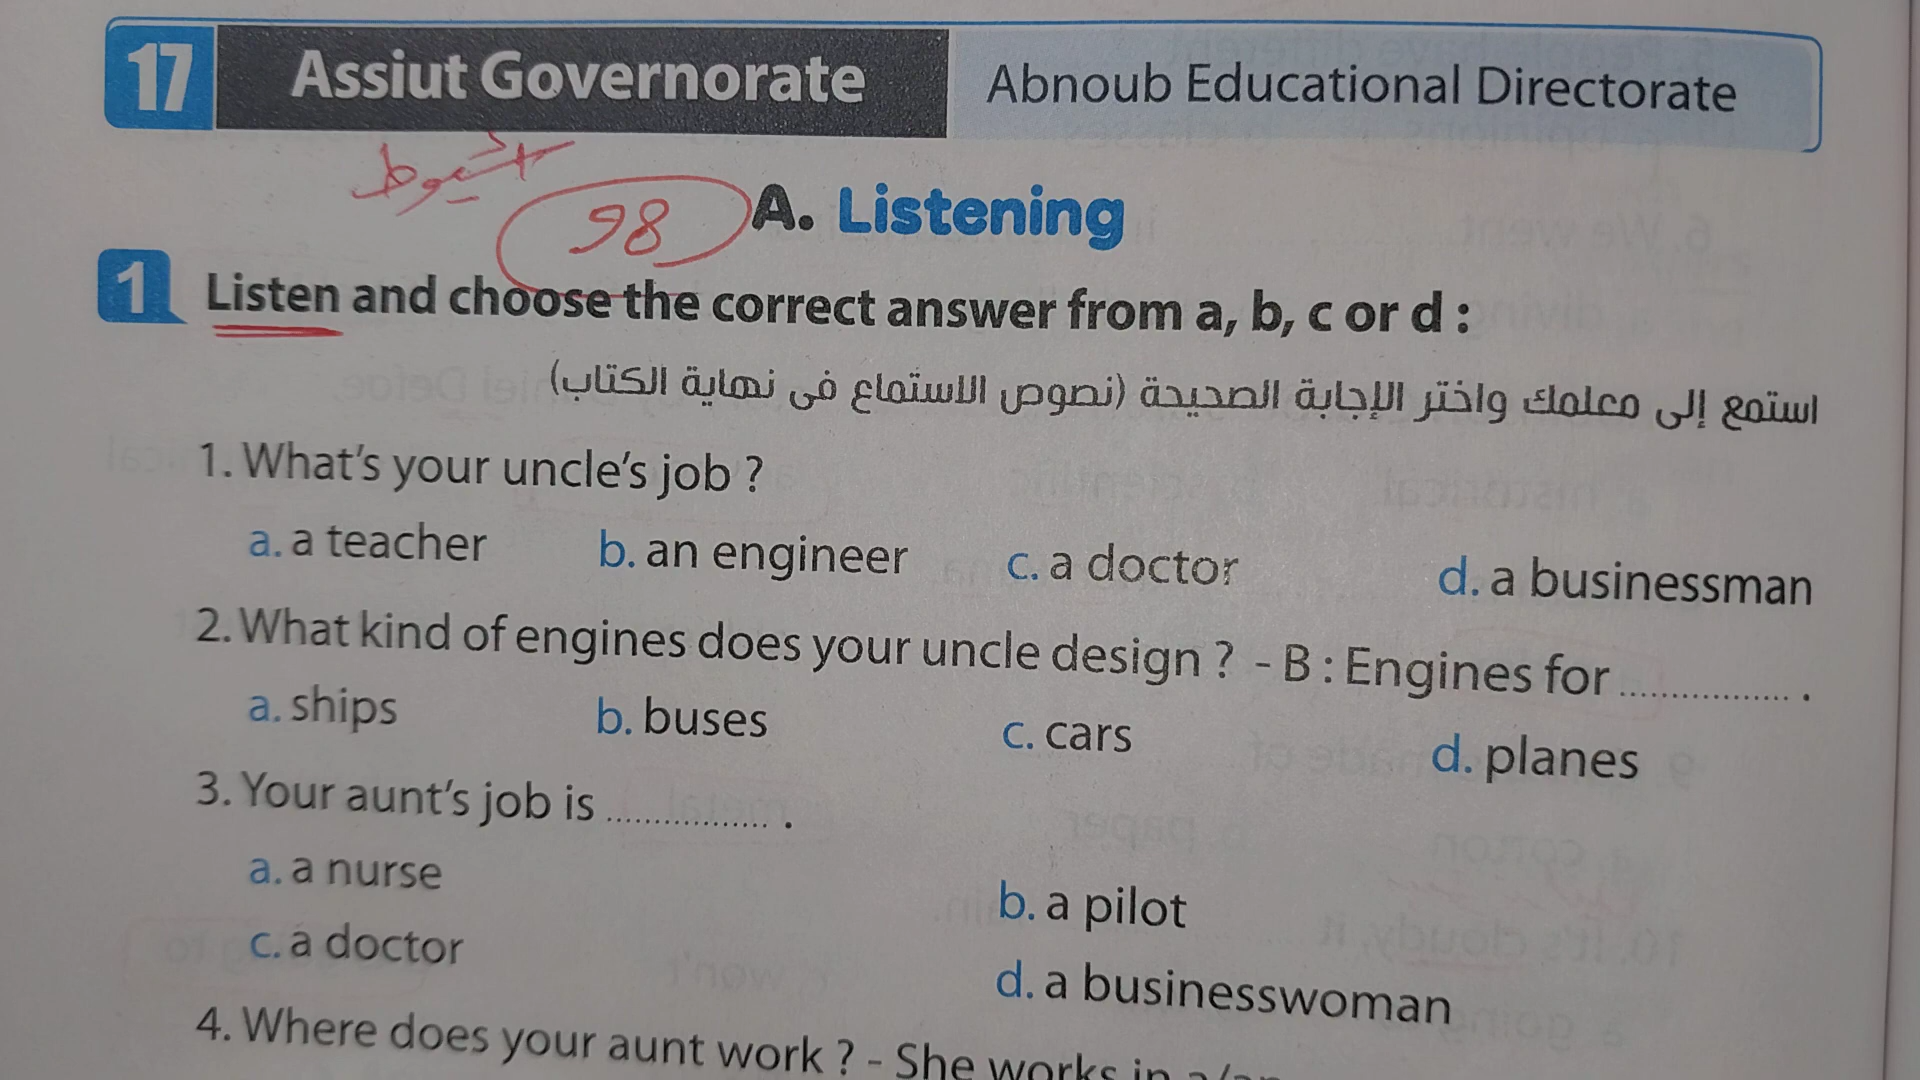 17 Assiut Governorate Abnoub Educational Directorate
اسيوط
98
A. Listening
1 Listen and choose the correct answer from a, b, c or d :
استمع إلى معلمك واختر الإجابة الصحيحة (نصوص الاستماع فى نهاية الكتاب)
1. What's your uncle's job ?
a. a teacher b. an engineer c. a doctor d. a businessman
2. What kind of engines does your uncle design ? - B : Engines for ................. .
a. ships b. buses c. cars d. planes
3. Your aunt's job is ................. .
a. a nurse b. a pilot
c. a doctor d. a businesswoman
4. Where does your aunt work ? - She works in a/an